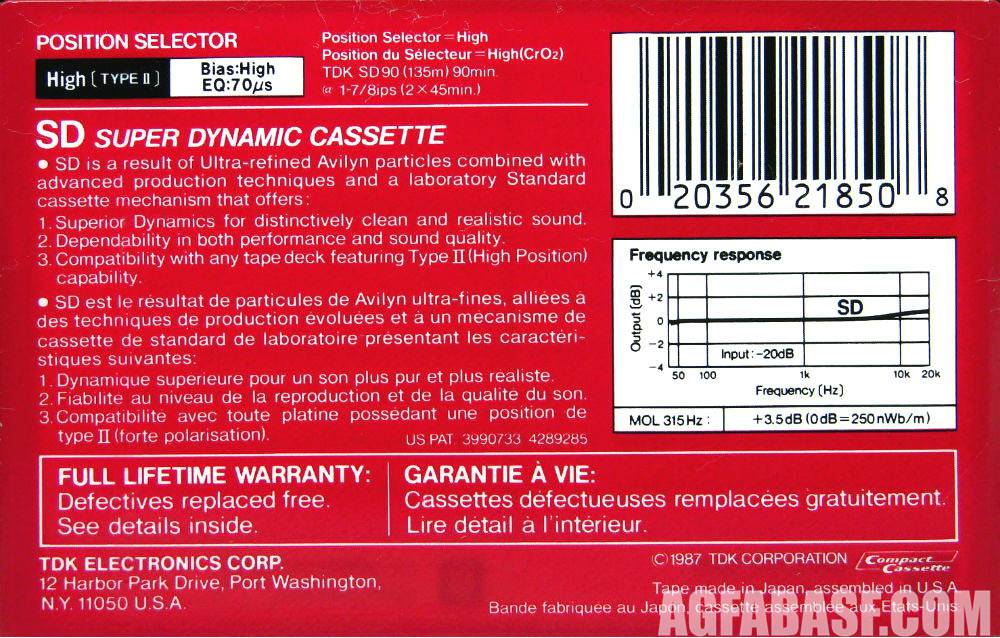 POSITION SELECTOR
High (TYPE II)
Bias:High
EQ:70µs
Position Selector=High
Position du Sélecteur=High(CrO2)
TDK SD90 (135m) 90min.
@ 1-7/8ips (2×45min.)
SD SUPER DYNAMIC CASSETTE
• SD is a result of Ultra-refined Avilyn particles combined with
advanced production techniques and a laboratory Standard
cassette mechanism that offers:
1. Superior Dynamics for distinctively clean and realistic sound.
2. Dependability in both performance and sound quality.
3. Compatibility with any tape deck featuring Type II (High Position)
capability.
• SD est le résultat de particules de Avilyn ultra-fines, alliées à
des techniques de production évoluées et à un mécanisme de
cassette de standard de laboratoire présentant les caractéri-
stiques suivantes:
1. Dynamique superieure pour un son plus pur et plus realiste.
2. Fiabilite au niveau de la reproduction et de la qualite du son.
3. Compatibilite avec toute platine possédant une position de
type II (forte polarisation).
US PAT. 3990733 4289285
0 20356 21850 8
Frequency response
Output (dB)
+4
+2
0
-2
-4
SD
Input:-20dB
50 100 1k 10k 20k
Frequency (Hz)
MOL 315Hz: +3.5dB (0dB=250nWb/m)
FULL LIFETIME WARRANTY:
Defectives replaced free.
See details inside.
GARANTIE À VIE:
Cassettes défectueuses remplacées gratuitement.
Lire détail à l'intérieur.
TDK ELECTRONICS CORP.
12 Harbor Park Drive, Port Washington,
N.Y. 11050 U.S.A.
©1987 TDK CORPORATION
Compact
Cassette
Tape made in Japan, assembled in U.S.A.
Bande fabriquée au Japon, cassette assemblée aux Etats-Unis.
AGFABASF.COM